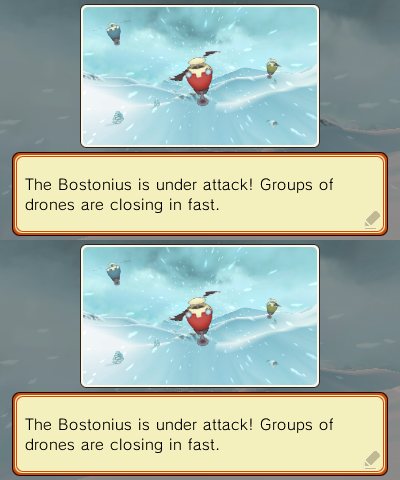 The Bostonius is under attack! Groups of
drones are closing in fast.
The Bostonius is under attack! Groups of
drones are closing in fast.